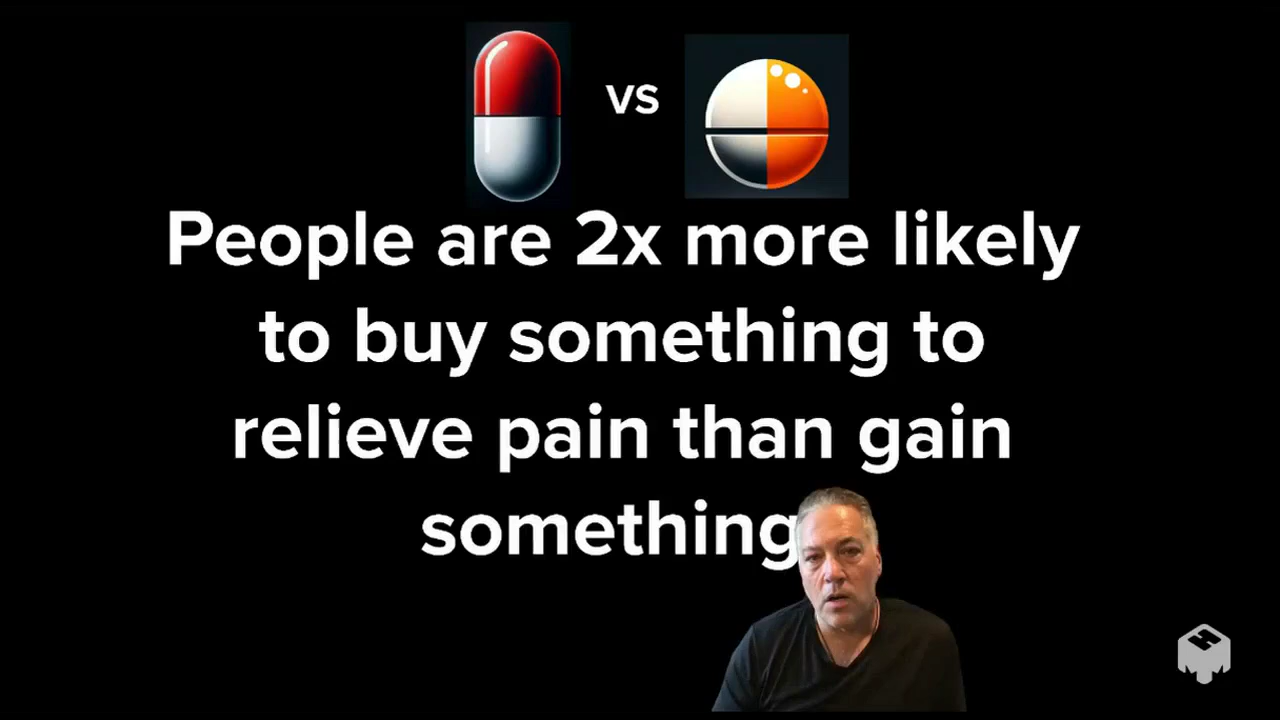 VS
People are 2x more likely
to buy something to
relieve pain than gain
something